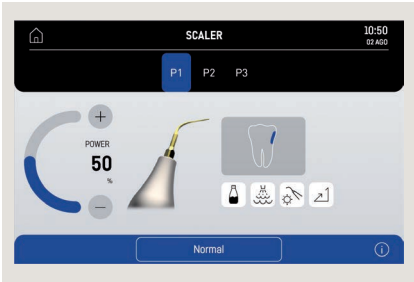 SCALER
10:50
02 AGO
P1 P2 P3
POWER
50
%
Normal